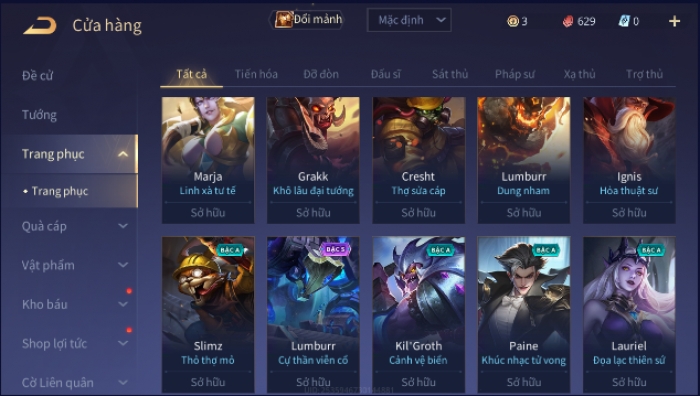 Cửa hàng
Đổi mảnh
Mặc định
3
629
0
Đề cử
Tướng
Trang phục
Trang phục
Quà cáp
Vật phẩm
Kho báu
Shop lợi tức
Cờ Liên quân
Tất cả Tiến hóa Đỡ đòn Đấu sĩ Sát thủ Pháp sư Xạ thủ Trợ thủ
Marja
Linh xà tư tế
Sở hữu
Grakk
Khô lâu đại tướng
Sở hữu
Cresht
Thợ sửa cáp
Sở hữu
Lumburr
Dung nham
Sở hữu
Ignis
Hỏa thuật sư
Sở hữu
BẬC A
Slimz
Thỏ thợ mỏ
Sở hữu
BẬC S
Lumburr
Cự thần viễn cổ
Sở hữu
BẬC A
Kil'Groth
Cảnh vệ biển
Sở hữu
BẬC A
Paine
Khúc nhạc tử vong
Sở hữu
BẬC A
Lauriel
Đọa lạc thiên sứ
Sở hữu